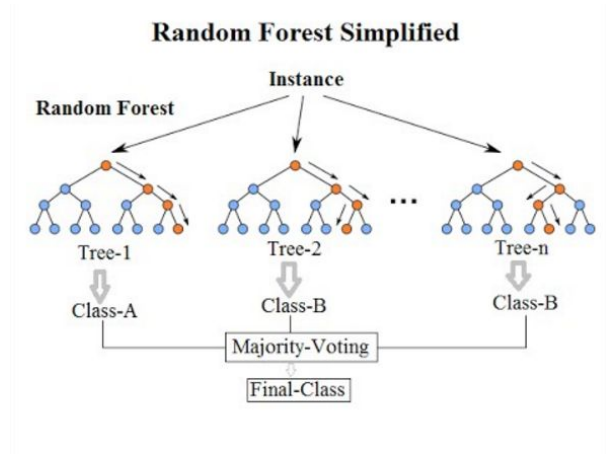 Random Forest Simplified
Instance
Random Forest
...
Tree-1
Tree-2
Tree-n
Class-A
Class-B
Class-B
Majority-Voting
Final-Class